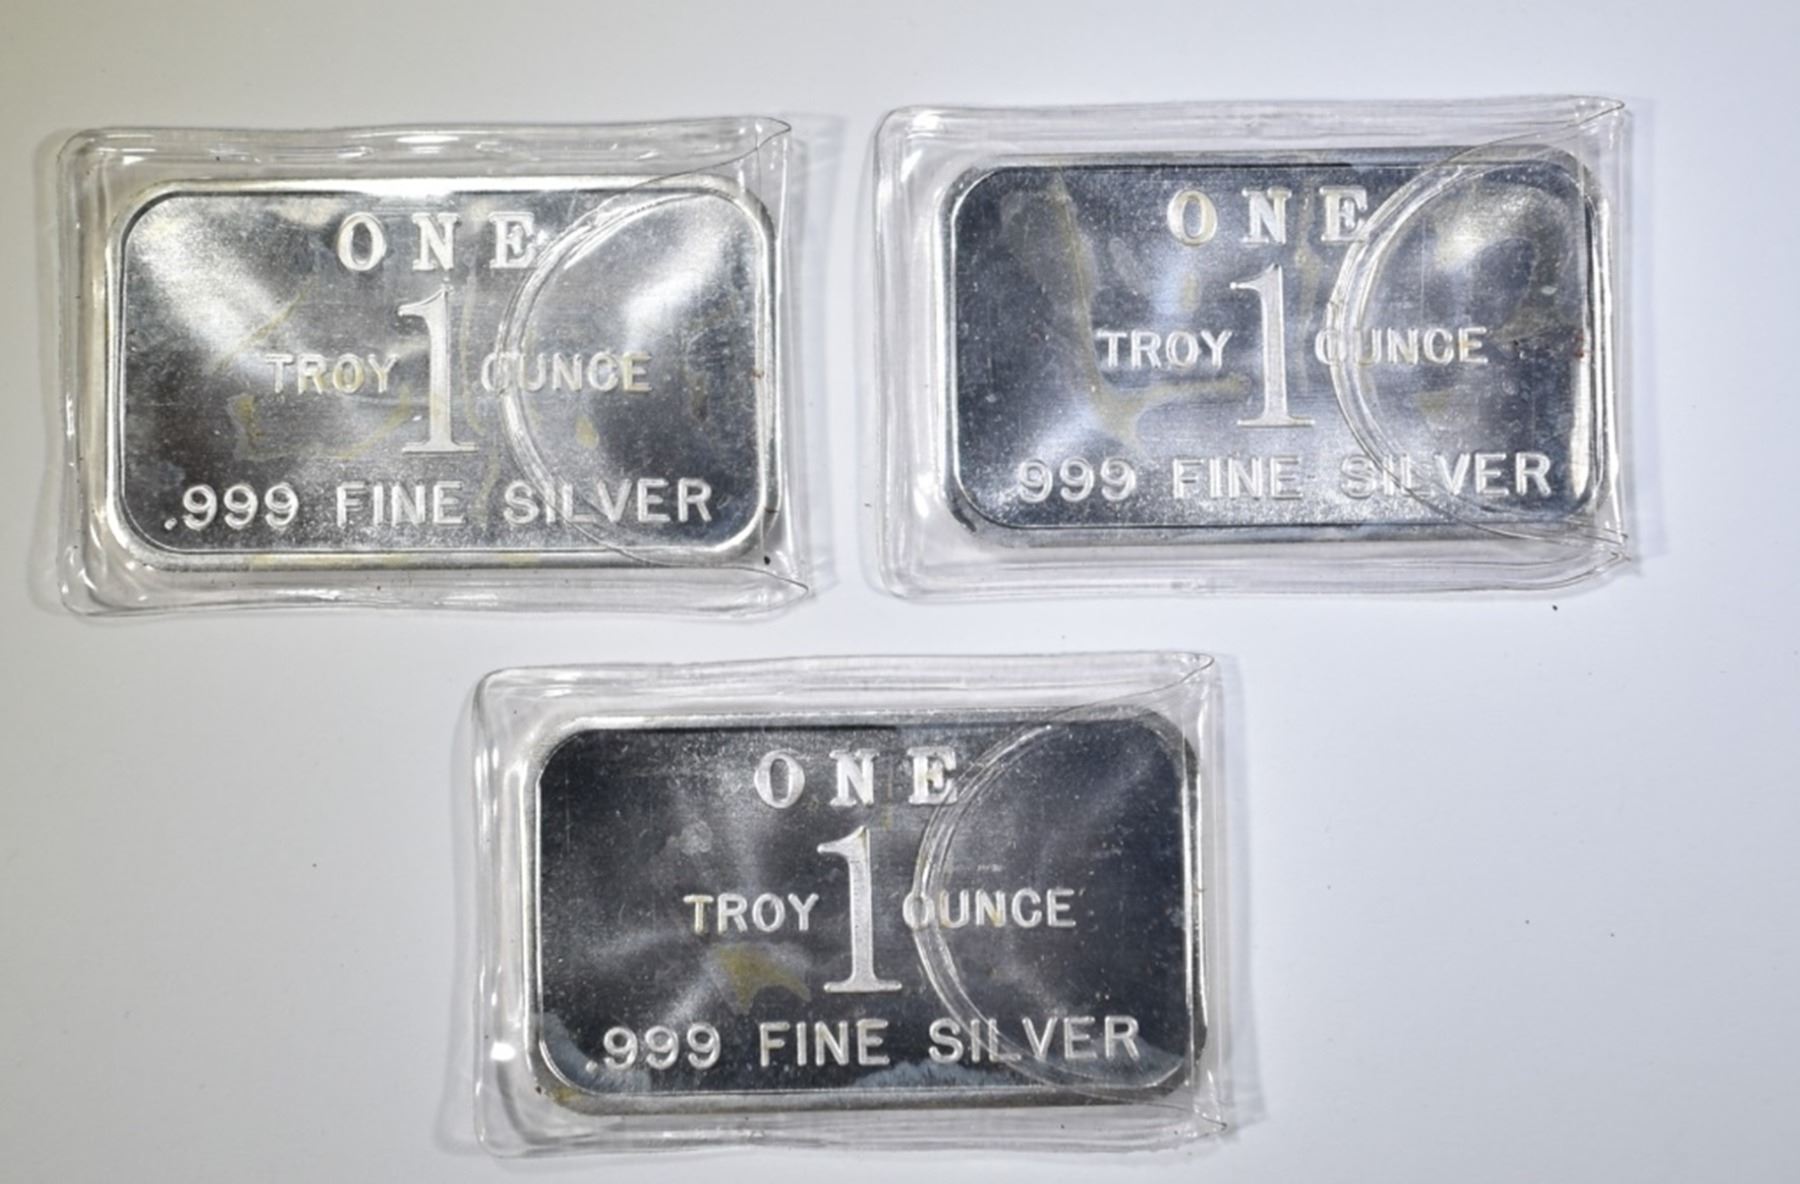 ONE
TROY 1 OUNCE
.999 FINE SILVER
ONE
TROY 1 OUNCE
999 FINE SILVER
ONE
TROY 1 OUNCE
.999 FINE SILVER